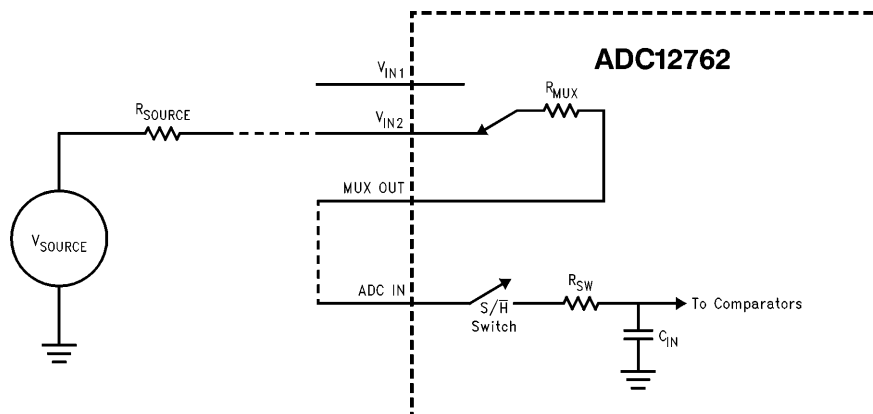 ADC12762
V_IN1
R_MUX
R_SOURCE
V_IN2
MUX OUT
V_SOURCE
ADC IN
S/H̅
Switch
R_SW
To Comparators
C_IN